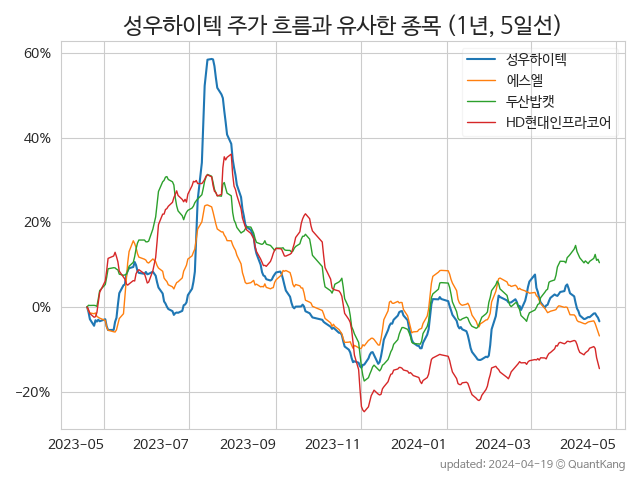 성우하이텍 주가 흐름과 유사한 종목 (1년, 5일선)
60%
40%
20%
0%
−20%
성우하이텍
에스엘
두산밥캣
HD현대인프라코어
2023-05 2023-07 2023-09 2023-11 2024-01 2024-03 2024-05
updated: 2024-04-19 © QuantKang